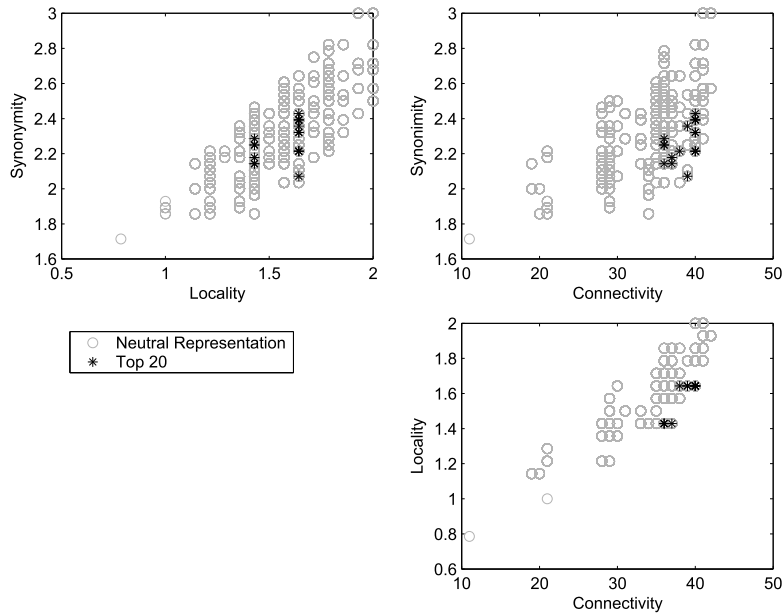 3
2.8
2.6
2.4
2.2
2
1.8
1.6
Synonymity
0.5 1 1.5 2
Locality
3
2.8
2.6
2.4
2.2
2
1.8
1.6
Synonimity
10 20 30 40 50
Connectivity
Neutral Representation
Top 20
2
1.8
1.6
1.4
1.2
1
0.8
0.6
Locality
10 20 30 40 50
Connectivity